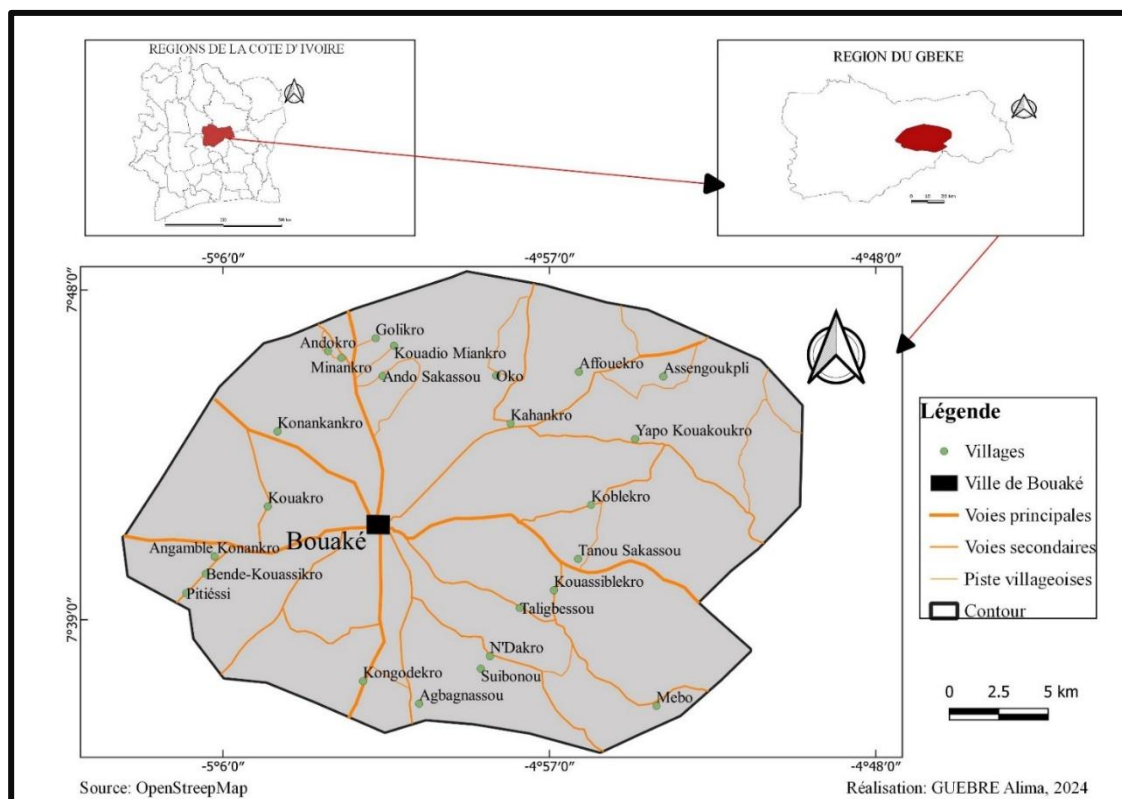 REGIONS DE LA COTE D' IVOIRE
REGION DU GBEKE
0 10 20 km
-5°6'0" -4°57'0" -4°48'0"
7°48'0"
7°39'0"
Golikro
Andokro
Kouadio Miankro
Minankro
Ando Sakassou
Oko
Affouekro
Assengoukpli
Kahankro
Konankankro
Yapo Kouakoukro
Kouakro
Koblekro
Bouaké
Angamble Konankro
Tanou Sakassou
Bende-Kouassikro
Kouassiblekro
Pitiéssi
Taligbessou
N'Dakro
Suibonou
Kongodekro
Agbagnassou
Mebo
Légende
Villages
Ville de Bouaké
Voies principales
Voies secondaires
Piste villageoises
Contour
0 2.5 5 km
-5°6'0" -4°57'0" -4°48'0"
Source: OpenStreepMap
Réalisation: GUEBRE Alima, 2024